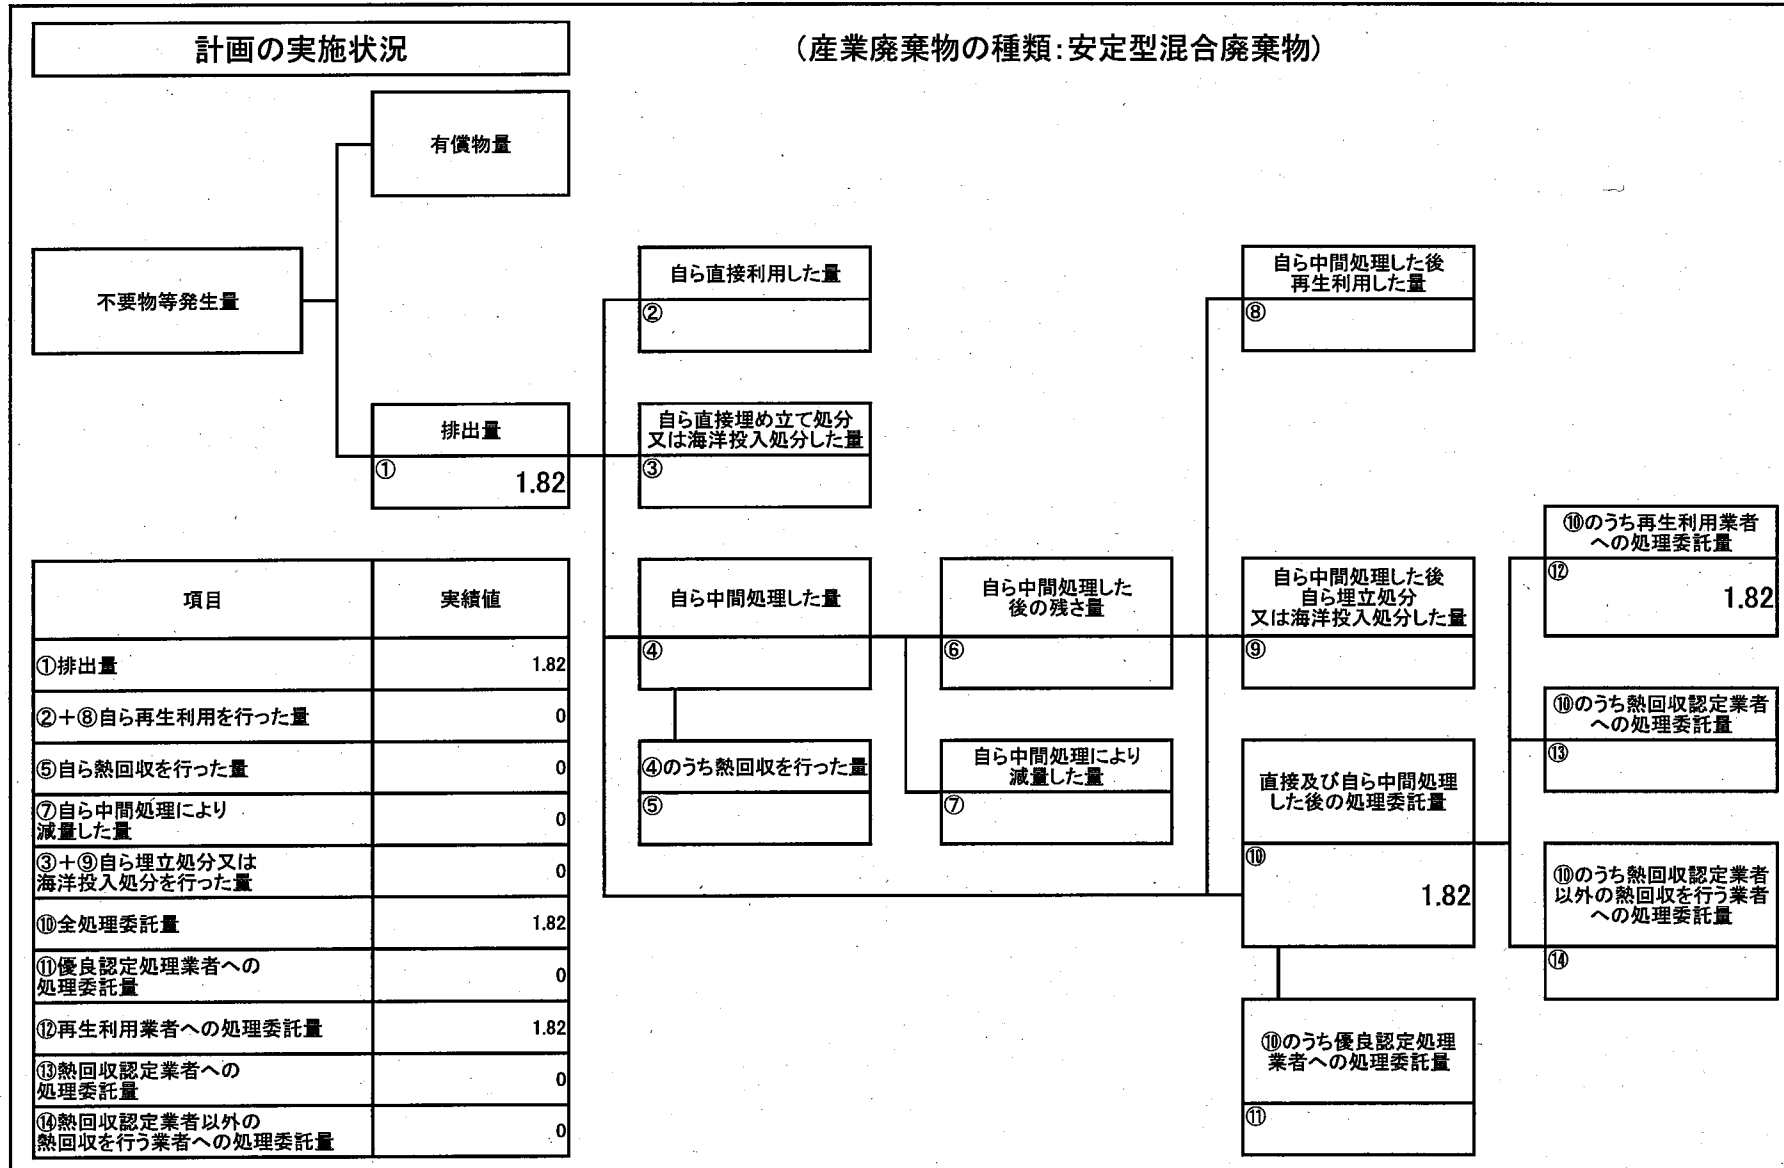 計画の実施状況
(産業廃棄物の種類:安定型混合廃棄物)
有償物量
不要物等発生量
排出量
①
1.82
自ら直接利用した量
②
自ら直接埋め立て処分
又は海洋投入処分した量
③
自ら中間処理した量
④
④のうち熱回収を行った量
⑤
自ら中間処理した
後の残さ量
⑥
自ら中間処理により
減量した量
⑦
自ら中間処理した後
再生利用した量
⑧
自ら中間処理した後
自ら埋立処分
又は海洋投入処分した量
⑨
直接及び自ら中間処理
した後の処理委託量
⑩
1.82
⑩のうち優良認定処理
業者への処理委託量
⑪
⑩のうち再生利用業者
への処理委託量
⑫
1.82
⑩のうち熱回収認定業者
への処理委託量
⑬
⑩のうち熱回収認定業者
以外の熱回収を行う業者
への処理委託量
⑭
項目 実績値
①排出量 1.82
②+⑧自ら再生利用を行った量 0
⑤自ら熱回収を行った量 0
⑦自ら中間処理により
減量した量 0
③+⑨自ら埋立処分又は
海洋投入処分を行った量 0
⑩全処理委託量 1.82
⑪優良認定処理業者への
処理委託量 0
⑫再生利用業者への処理委託量 1.82
⑬熱回収認定業者への
処理委託量 0
⑭熱回収認定業者以外の
熱回収を行う業者への処理委託量 0